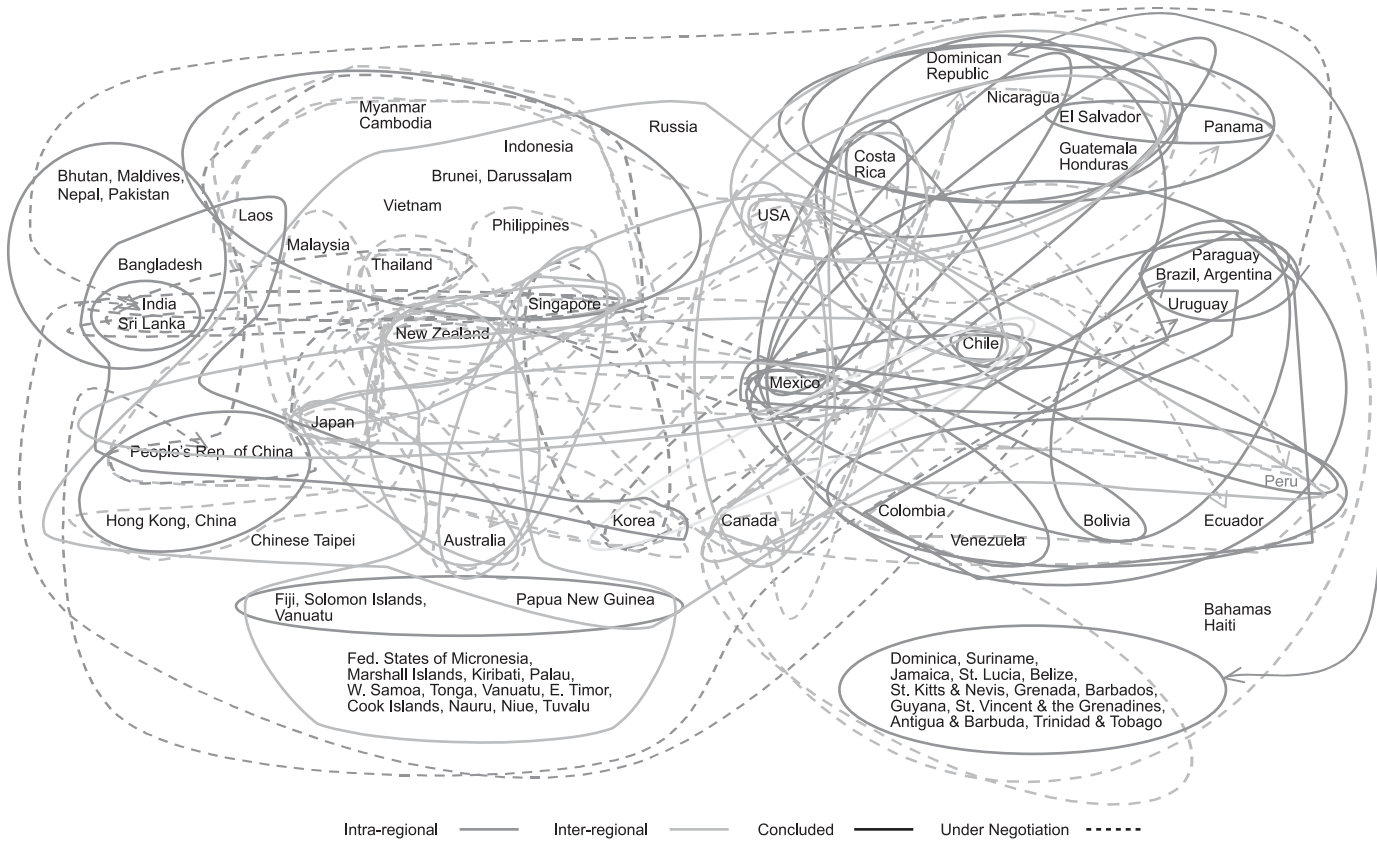 Dominican
Republic
Nicaragua
El Salvador
Panama
Guatemala
Honduras
Costa
Rica
Myanmar
Cambodia
Russia
Indonesia
Brunei, Darussalam
Vietnam
Philippines
Bhutan, Maldives,
Nepal, Pakistan
Laos
Malaysia
Thailand
Bangladesh
India
Sri Lanka
Singapore
New Zealand
USA
Paraguay
Brazil, Argentina
Uruguay
Chile
Mexico
Japan
People's Rep. of China
Hong Kong, China
Chinese Taipei
Australia
Korea
Canada
Colombia
Venezuela
Bolivia
Ecuador
Peru
Fiji, Solomon Islands,
Vanuatu
Papua New Guinea
Fed. States of Micronesia,
Marshall Islands, Kiribati, Palau,
W. Samoa, Tonga, Vanuatu, E. Timor,
Cook Islands, Nauru, Niue, Tuvalu
Bahamas
Haiti
Dominica, Suriname,
Jamaica, St. Lucia, Belize,
St. Kitts & Nevis, Grenada, Barbados,
Guyana, St. Vincent & the Grenadines,
Antigua & Barbuda, Trinidad & Tobago
Intra-regional Inter-regional Concluded Under Negotiation